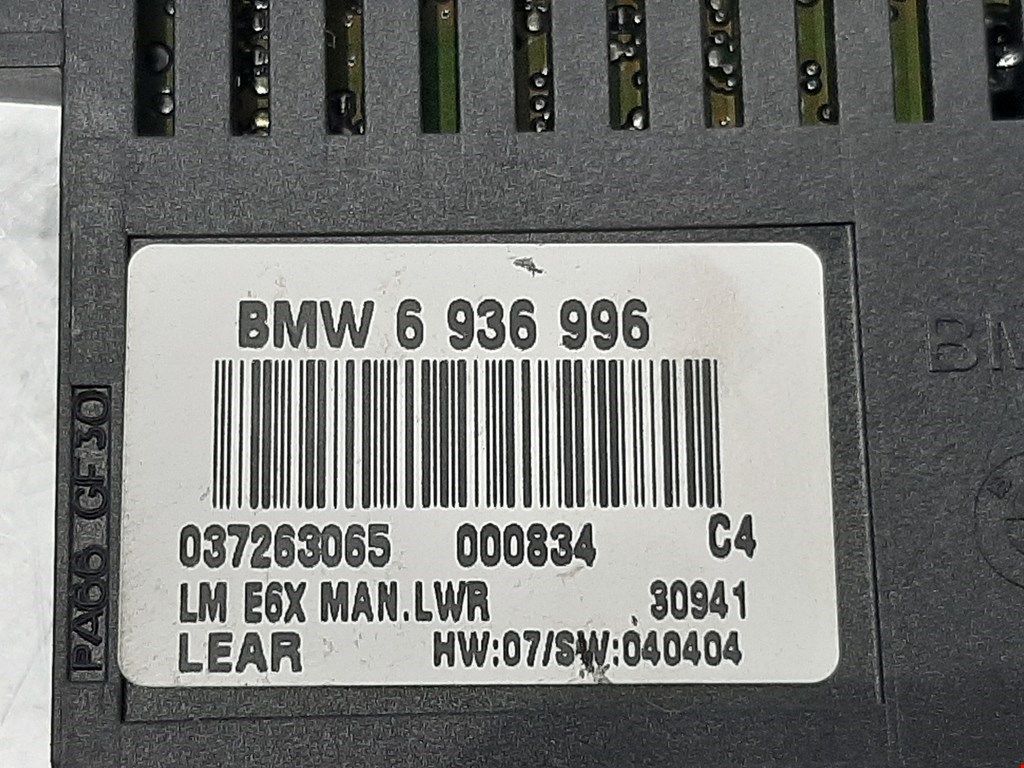 BMW 6 936 996
037263065 000834 C4
LM E6X MAN.LWR 30941
LEAR HW:07/SW:040404
PA66 GF30